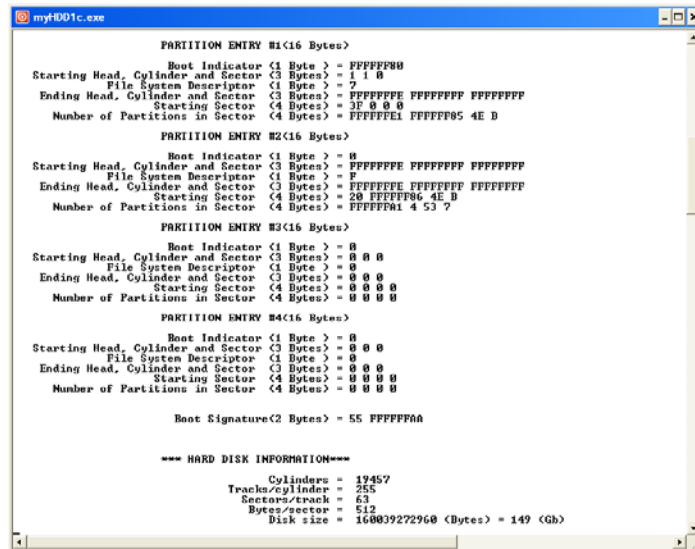 myHDD1c.exe
PARTITION ENTRY #1<16 Bytes>
Boot Indicator <1 Byte > = FFFFFF80
Starting Head, Cylinder and Sector <3 Bytes> = 1 1 0
File System Descriptor <1 Byte > = 7
Ending Head, Cylinder and Sector <3 Bytes> = FFFFFFFE FFFFFFFF FFFFFFFF
Starting Sector <4 Bytes> = 3F 0 0 0
Number of Partitions in Sector <4 Bytes> = FFFFFFE1 FFFFFF85 4E B
PARTITION ENTRY #2<16 Bytes>
Boot Indicator <1 Byte > = 0
Starting Head, Cylinder and Sector <3 Bytes> = FFFFFFFE FFFFFFFF FFFFFFFF
File System Descriptor <1 Byte > = F
Ending Head, Cylinder and Sector <3 Bytes> = FFFFFFFE FFFFFFFF FFFFFFFF
Starting Sector <4 Bytes> = 20 FFFFFF86 4E B
Number of Partitions in Sector <4 Bytes> = FFFFFFA1 4 53 7
PARTITION ENTRY #3<16 Bytes>
Boot Indicator <1 Byte > = 0
Starting Head, Cylinder and Sector <3 Bytes> = 0 0 0
File System Descriptor <1 Byte > = 0
Ending Head, Cylinder and Sector <3 Bytes> = 0 0 0
Starting Sector <4 Bytes> = 0 0 0 0
Number of Partitions in Sector <4 Bytes> = 0 0 0 0
PARTITION ENTRY #4<16 Bytes>
Boot Indicator <1 Byte > = 0
Starting Head, Cylinder and Sector <3 Bytes> = 0 0 0
File System Descriptor <1 Byte > = 0
Ending Head, Cylinder and Sector <3 Bytes> = 0 0 0
Starting Sector <4 Bytes> = 0 0 0 0
Number of Partitions in Sector <4 Bytes> = 0 0 0 0
Boot Signature<2 Bytes> = 55 FFFFFFAA
*** HARD DISK INFORMATION***
Cylinders = 19457
Tracks/cylinder = 255
Sectors/track = 63
Bytes/sector = 512
Disk size = 160039272960 (Bytes) = 149 (Gb)